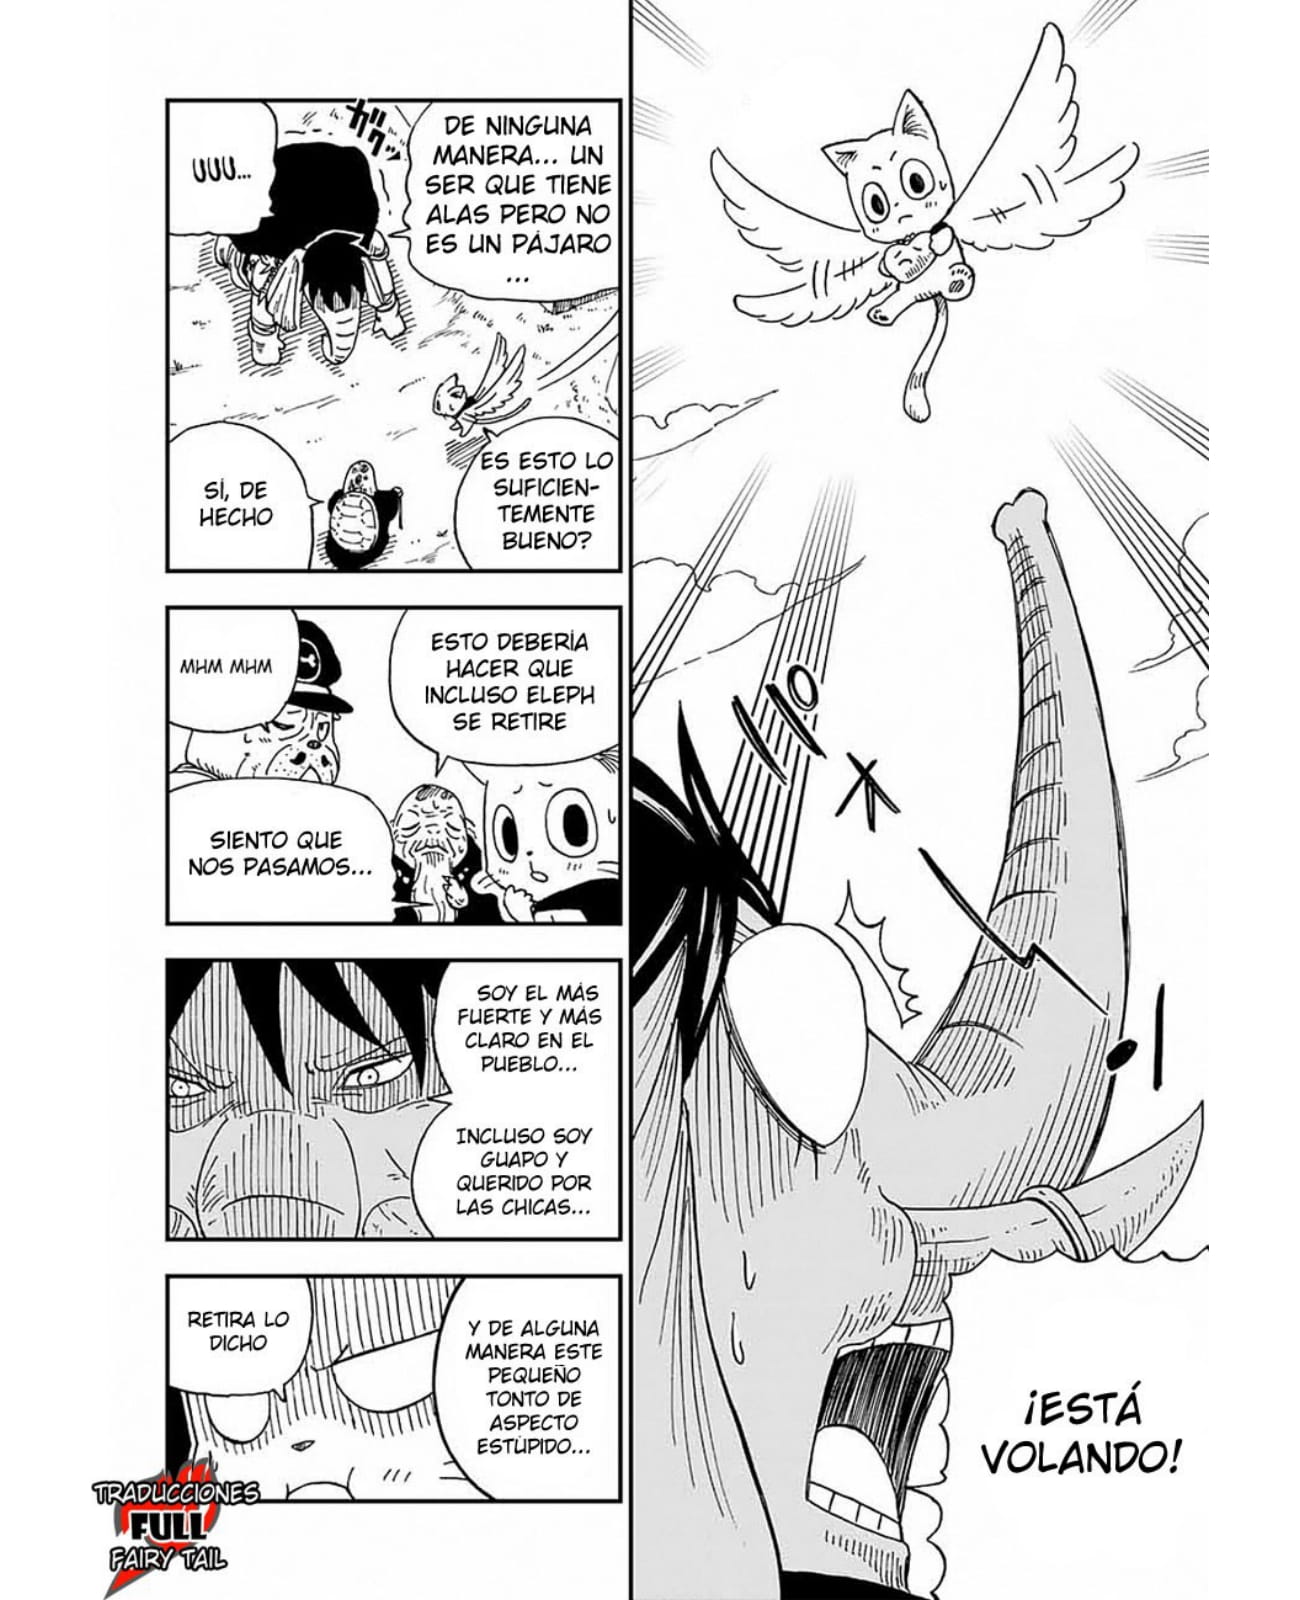 ¡ESTÁ
VOLANDO!
DE NINGUNA
MANERA... UN
SER QUE TIENE
ALAS PERO NO
ES UN PÁJARO
...
ガクッ
UUU...
ES ESTO LO
SUFICIEN-
TEMENTE
BUENO?
SÍ, DE
HECHO
ESTO DEBERÍA
HACER QUE
INCLUSO ELEPH
SE RETIRE
MHM MHM
SIENTO QUE
NOS PASAMOS...
SOY EL MÁS
FUERTE Y MÁS
CLARO EN EL
PUEBLO...
INCLUSO SOY
GUAPO Y
QUERIDO POR
LAS CHICAS...
Y DE ALGUNA
MANERA ESTE
PEQUEÑO
TONTO DE
ASPECTO
ESTÚPIDO...
RETIRA LO
DICHO
TRADUCCIONES
FULL
FAIRY TAIL